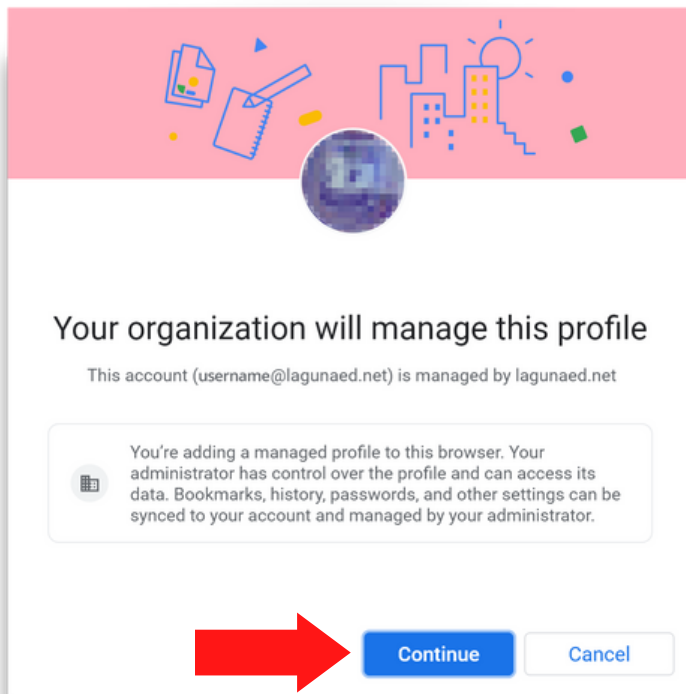 Your organization will manage this profile
This account (username@lagunaed.net) is managed by lagunaed.net
You're adding a managed profile to this browser. Your
administrator has control over the profile and can access its
data. Bookmarks, history, passwords, and other settings can be
synced to your account and managed by your administrator.
Continue
Cancel